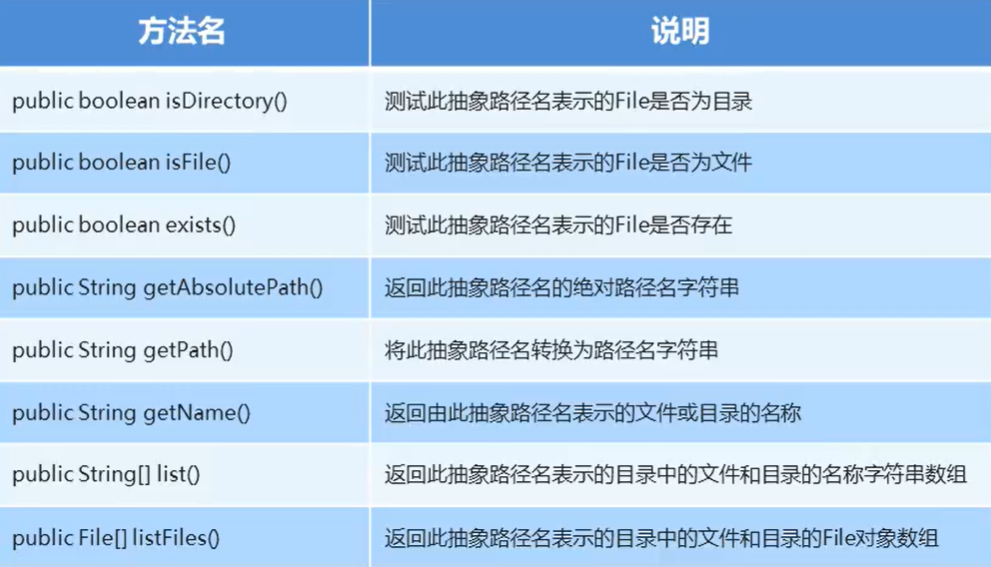 方法名 说明
public boolean isDirectory() 测试此抽象路径名表示的File是否为目录
public boolean isFile() 测试此抽象路径名表示的File是否为文件
public boolean exists() 测试此抽象路径名表示的File是否存在
public String getAbsolutePath() 返回此抽象路径名的绝对路径名字符串
public String getPath() 将此抽象路径名转换为路径名字符串
public String getName() 返回由此抽象路径名表示的文件或目录的名称
public String[] list() 返回此抽象路径名表示的目录中的文件和目录的名称字符串数组
public File[] listFiles() 返回此抽象路径名表示的目录中的文件和目录的File对象数组